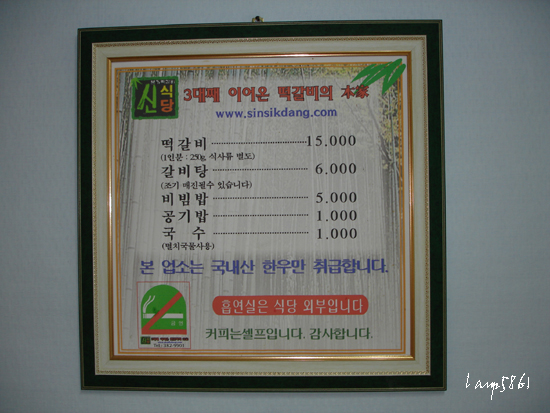 신식당
3대째 이어온 떡갈비의 本家
www.sinsikdang.com
떡갈비 15.000
(1인분 : 250g, 식사류 별도)
갈비탕 6.000
(조기 매진될수 있습니다)
비빔밥 5.000
공기밥 1.000
국수 1.000
(멸치국물사용)
본 업소는 국내산 한우만 취급합니다.
흡연실은 식당 외부입니다
금연
커피는셀프입니다. 감사합니다.